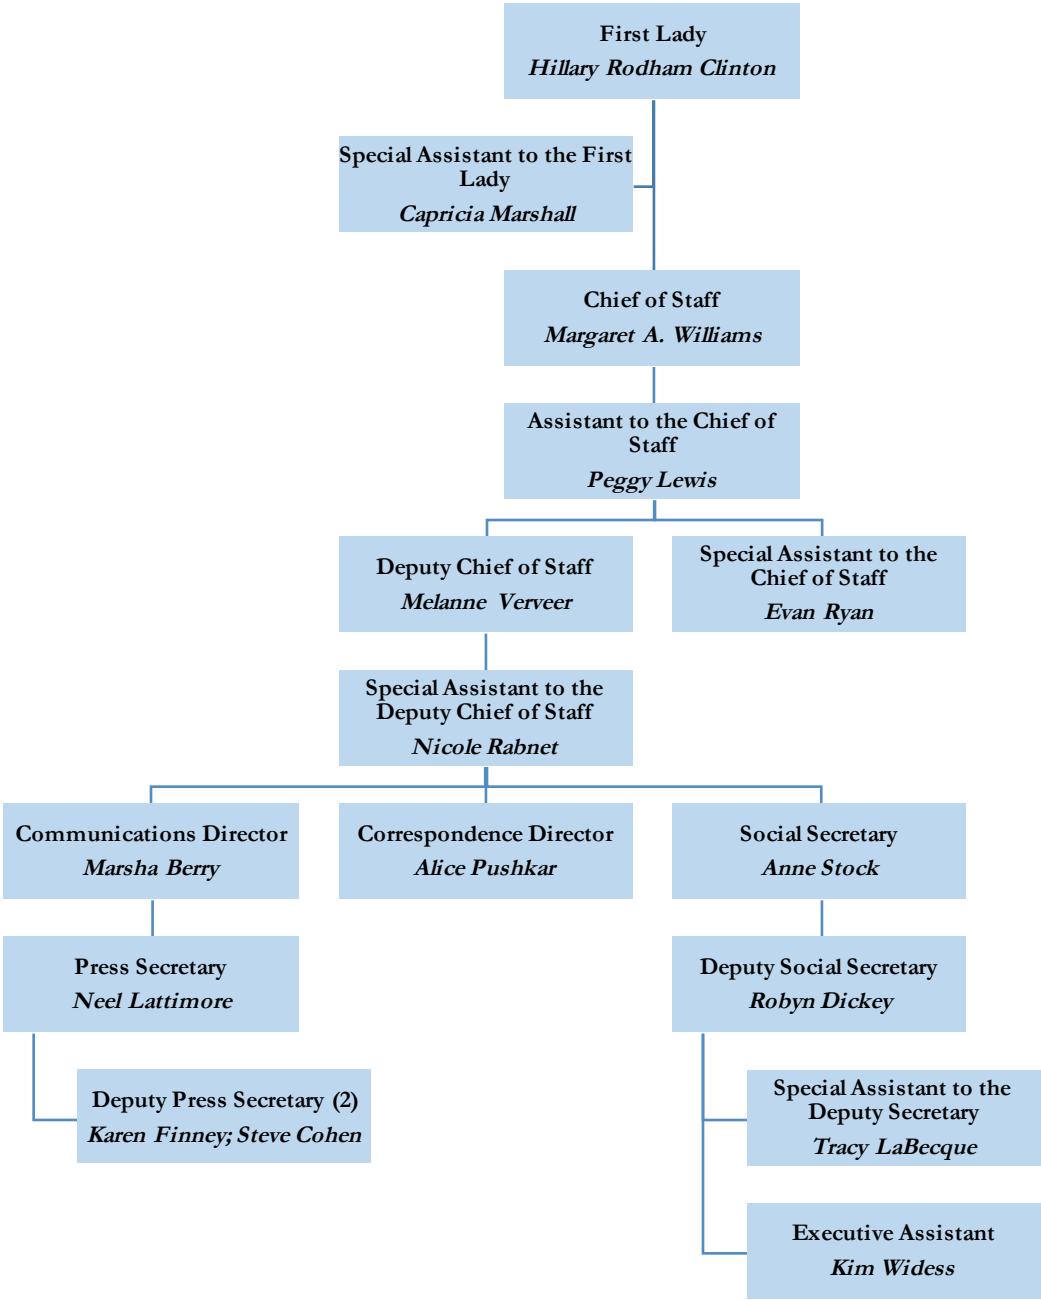 First Lady
Hillary Rodham Clinton
Special Assistant to the First
Lady
Capricia Marshall
Chief of Staff
Margaret A. Williams
Assistant to the Chief of
Staff
Peggy Lewis
Deputy Chief of Staff
Melanne Verveer
Special Assistant to the
Chief of Staff
Evan Ryan
Special Assistant to the
Deputy Chief of Staff
Nicole Rabnet
Communications Director
Marsha Berry
Correspondence Director
Alice Pushkar
Social Secretary
Anne Stock
Press Secretary
Neel Lattimore
Deputy Social Secretary
Robyn Dickey
Deputy Press Secretary (2)
Karen Finney; Steve Cohen
Special Assistant to the
Deputy Secretary
Tracy LaBecque
Executive Assistant
Kim Widess